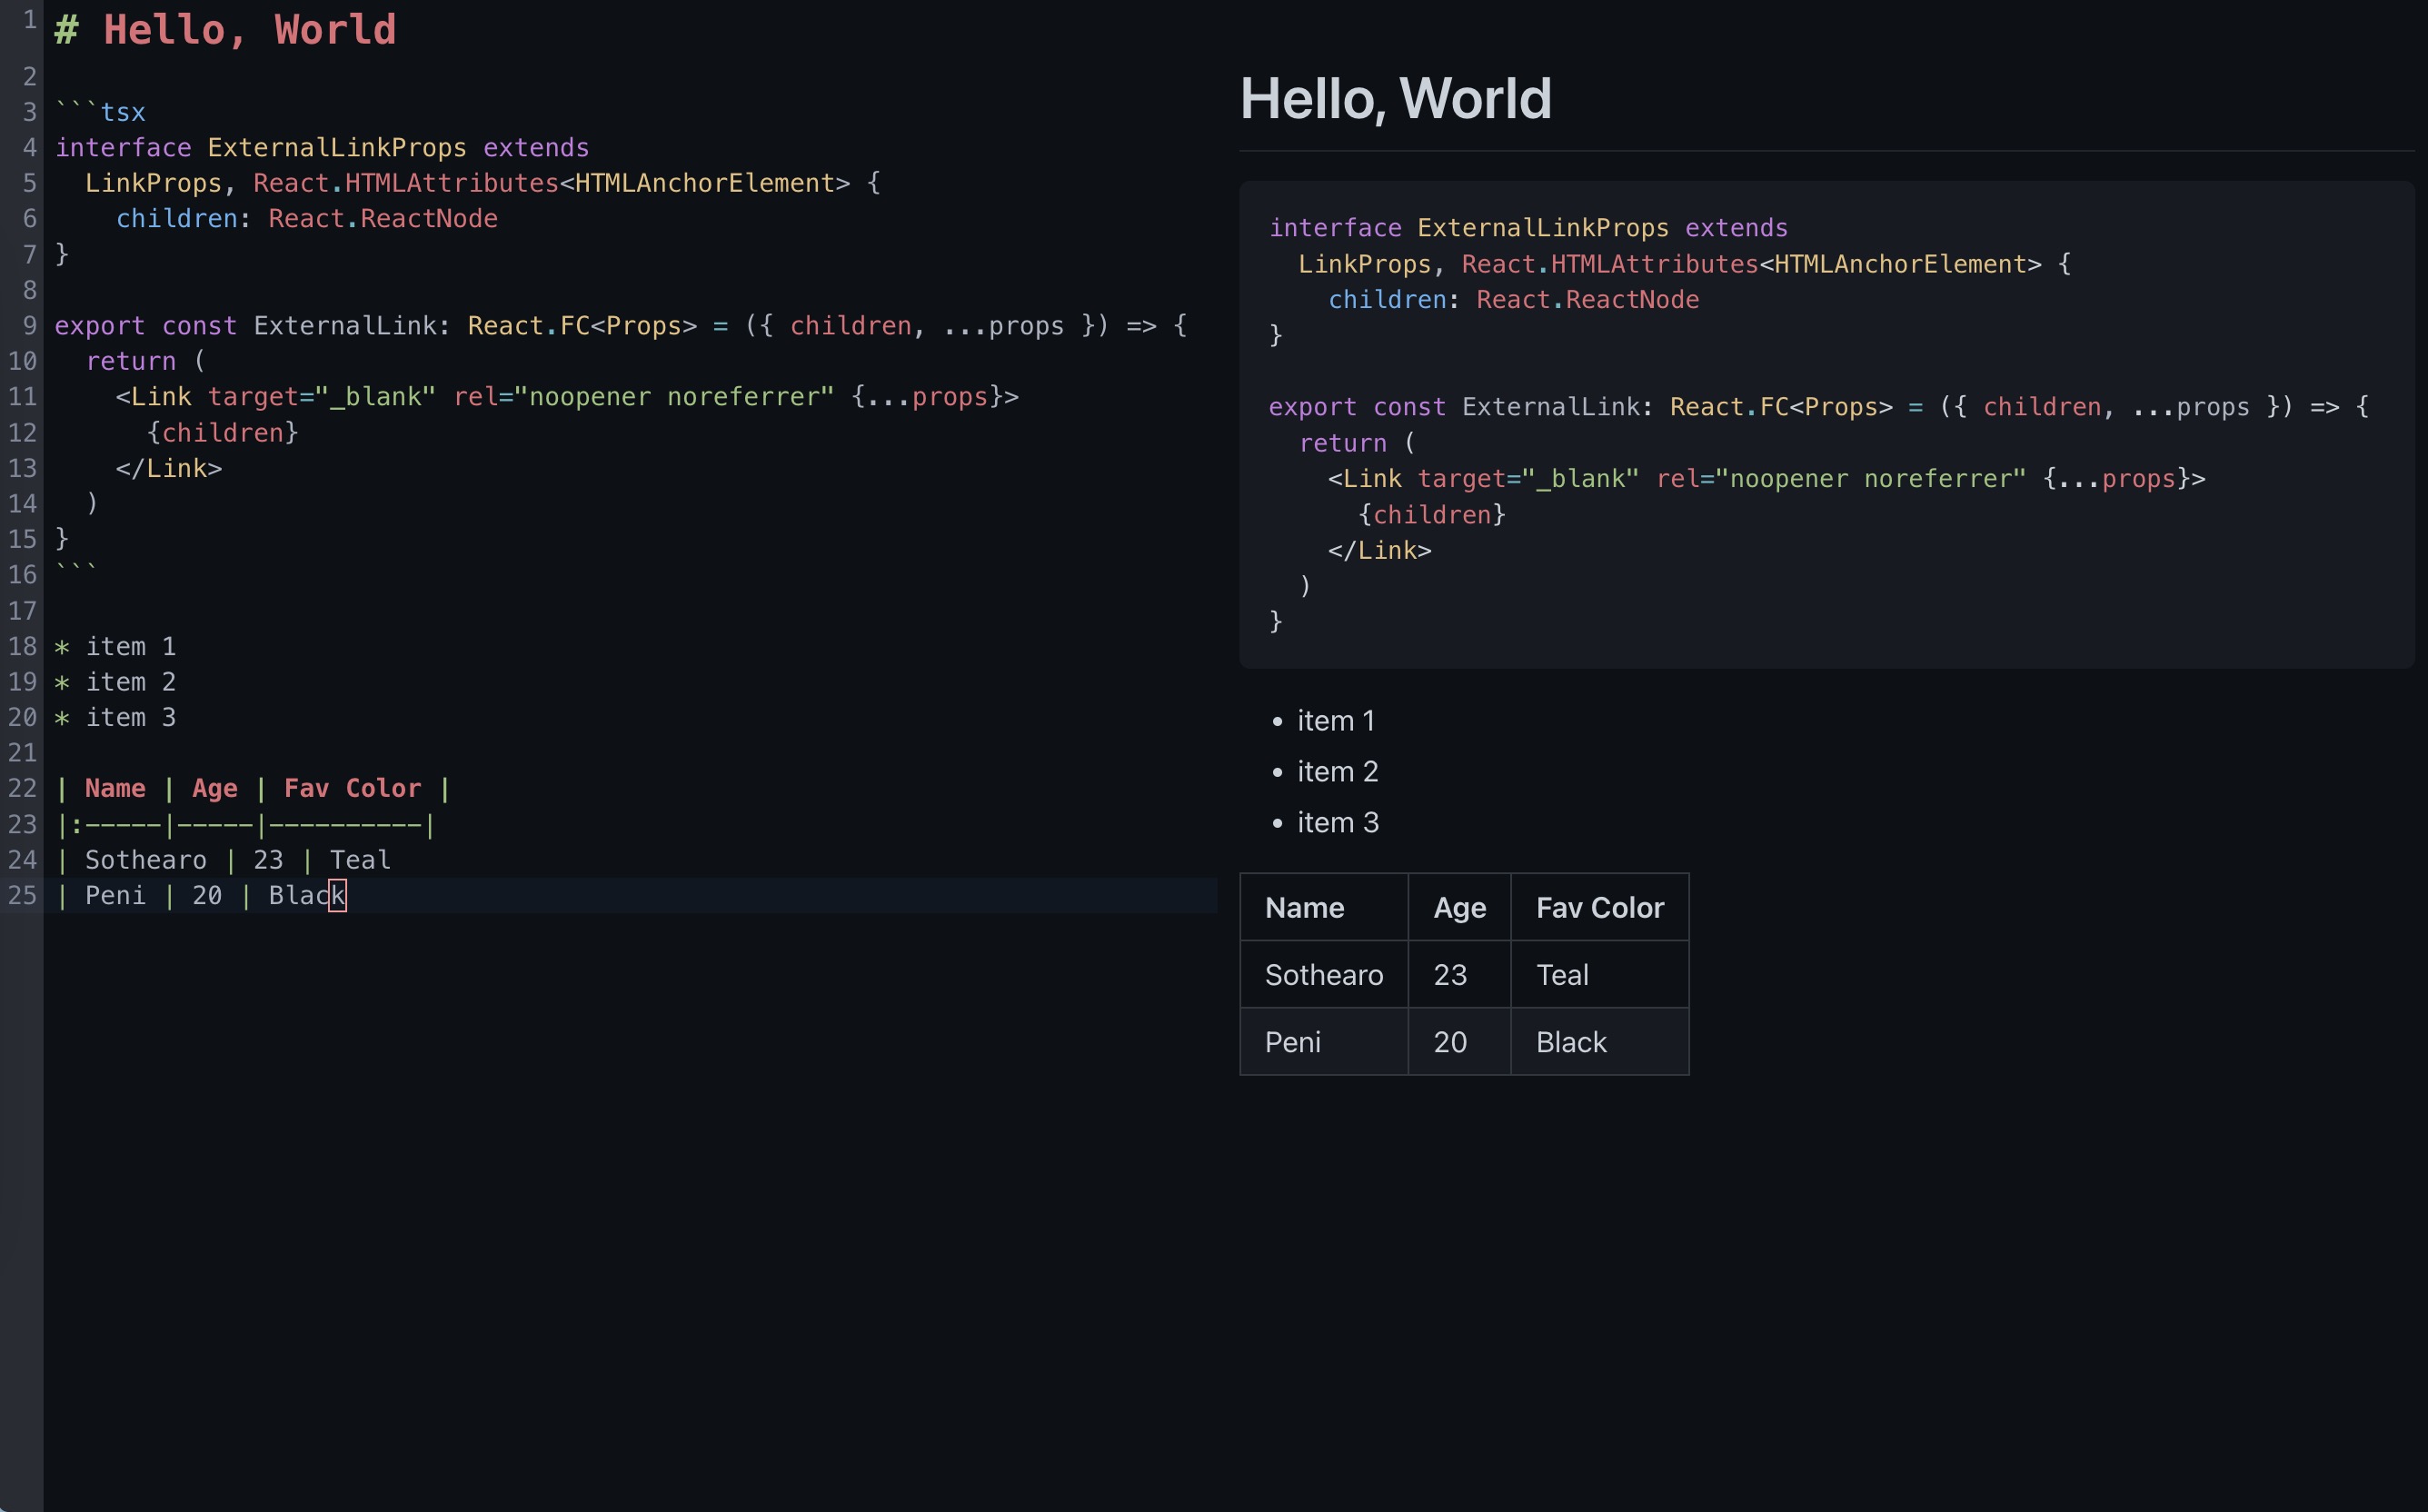 1 # Hello, World
2
3 ```tsx
4 interface ExternalLinkProps extends
5   LinkProps, React.HTMLAttributes<HTMLAnchorElement> {
6     children: React.ReactNode
7 }
8
9 export const ExternalLink: React.FC<Props> = ({ children, ...props }) => {
10   return (
11     <Link target="_blank" rel="noopener noreferrer" {...props}>
12       {children}
13     </Link>
14   )
15 }
16 ```
17
18 * item 1
19 * item 2
20 * item 3
21
22 | Name | Age | Fav Color |
23 |:-----|-----|----------|
24 | Sothearo | 23 | Teal
25 | Peni | 20 | Black
Hello, World
interface ExternalLinkProps extends
  LinkProps, React.HTMLAttributes<HTMLAnchorElement> {
    children: React.ReactNode
}

export const ExternalLink: React.FC<Props> = ({ children, ...props }) => {
  return (
    <Link target="_blank" rel="noopener noreferrer" {...props}>
      {children}
    </Link>
  )
}
• item 1
• item 2
• item 3
Name Age Fav Color
Sothearo 23 Teal
Peni 20 Black